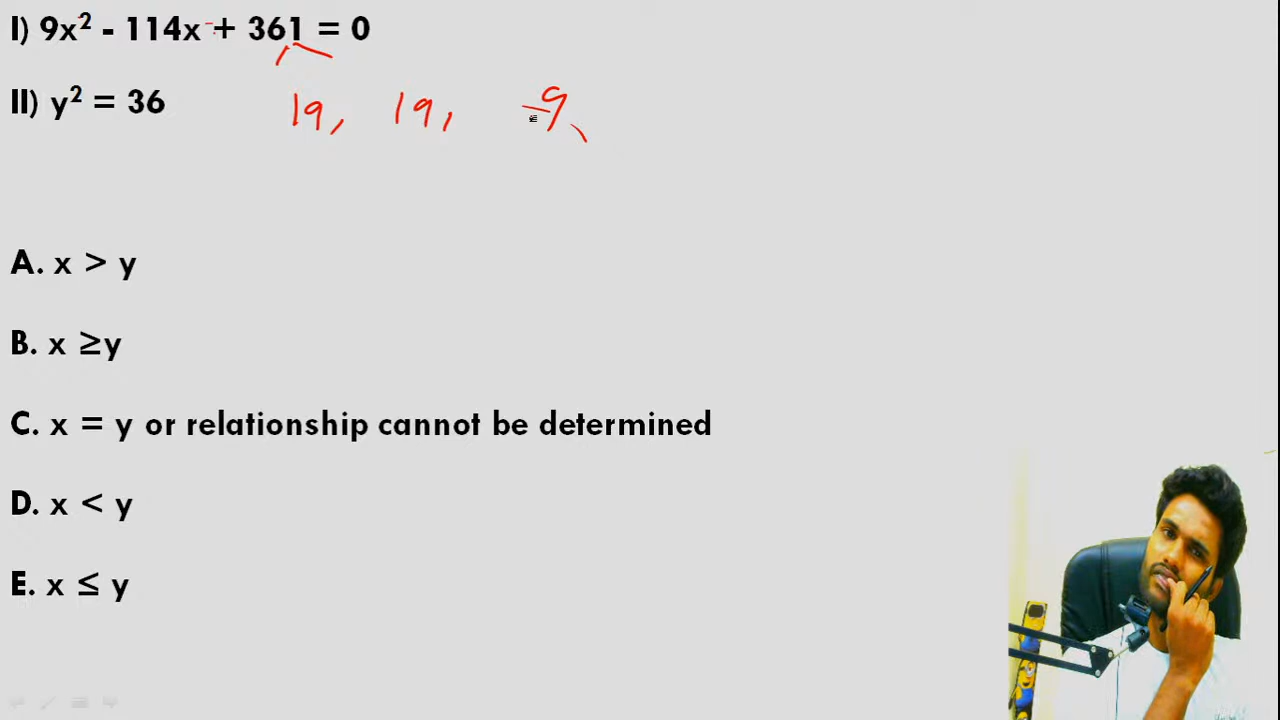 I) 9x² - 114x + 361 = 0
II) y² = 36
19, 19, 9
A. x > y
B. x ≥y
C. x = y or relationship cannot be determined
D. x < y
E. x ≤ y